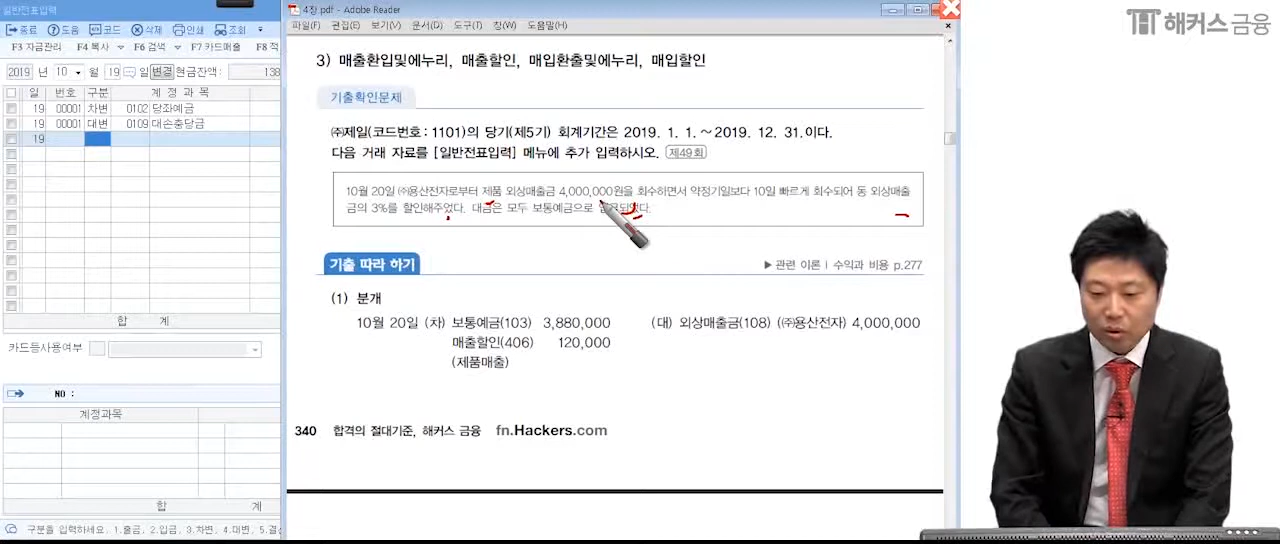 일반전표입력
종료 도움 코드 삭제 인쇄 조회
F3 자금관리 F4 복사 F6 검색 F7 카드매출 F8 적
2019 년 10 월 19 일 변경 현금잔액: 138
일 번호 구분 계 정 과 목
19 00001 차변 0102 당좌예금
19 00001 대변 0109 대손충당금
19
합 계
카드등사용여부
NO :
계정과목
합 계
구분을 입력하세요. 1.출금, 2.입금, 3.차변, 4.대변, 5.결
4장.pdf - Adobe Reader
파일(F) 편집(E) 보기(V) 문서(D) 도구(T) 창(W) 도움말(H)
3) 매출환입및에누리, 매출할인, 매입환출및에누리, 매입할인
기출확인문제
㈜제일(코드번호 : 1101)의 당기(제5기) 회계기간은 2019. 1. 1. ~ 2019. 12. 31.이다.
다음 거래 자료를 [일반전표입력] 메뉴에 추가 입력하시오. 제49회
10월 20일 ㈜용산전자로부터 제품 외상매출금 4,000,000원을 회수하면서 약정기일보다 10일 빠르게 회수되어 동 외상매출
금의 3%를 할인해주었다. 대금은 모두 보통예금으로
기출 따라 하기
▶ 관련 이론 | 수익과 비용 p.277
(1) 분개
10월 20일 (차) 보통예금(103) 3,880,000 (대) 외상매출금(108) (㈜용산전자) 4,000,000
매출할인(406) 120,000
(제품매출)
340 합격의 절대기준, 해커스 금융 fn.Hackers.com
해커스 금융